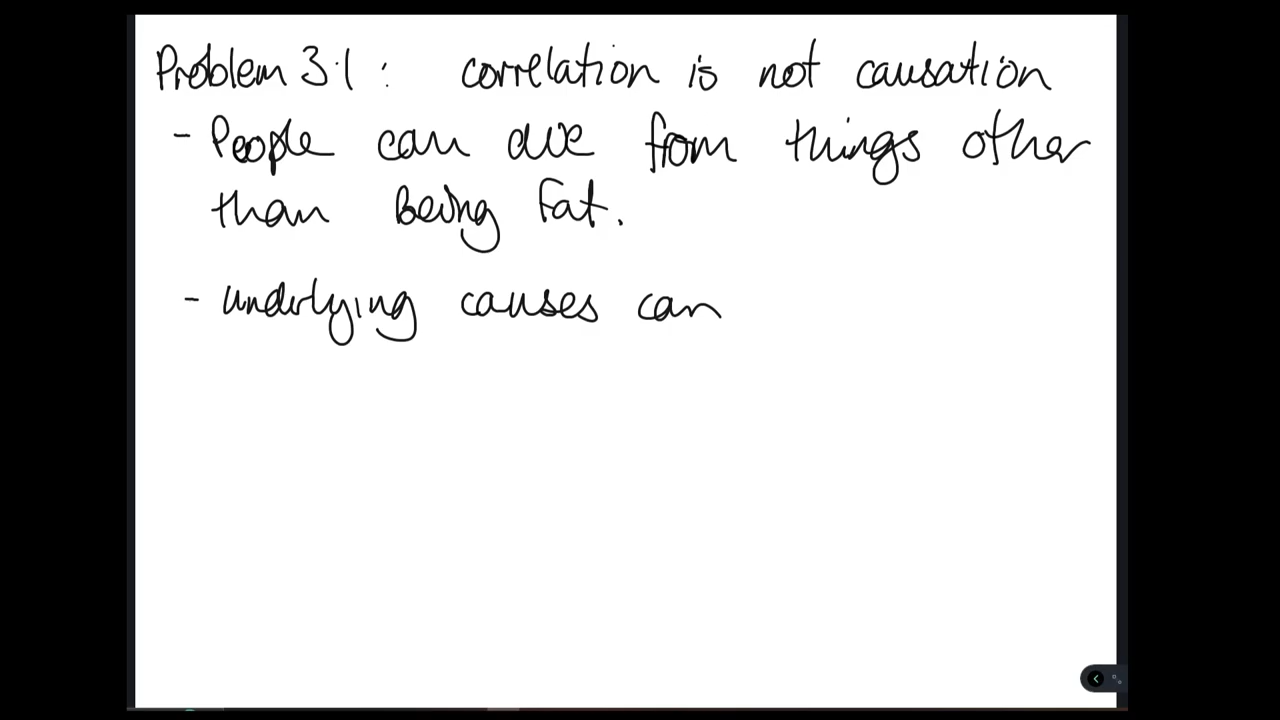 Problem 3.1: correlation is not causation
- People can die from things other
than Being Fat.
- underlying causes can